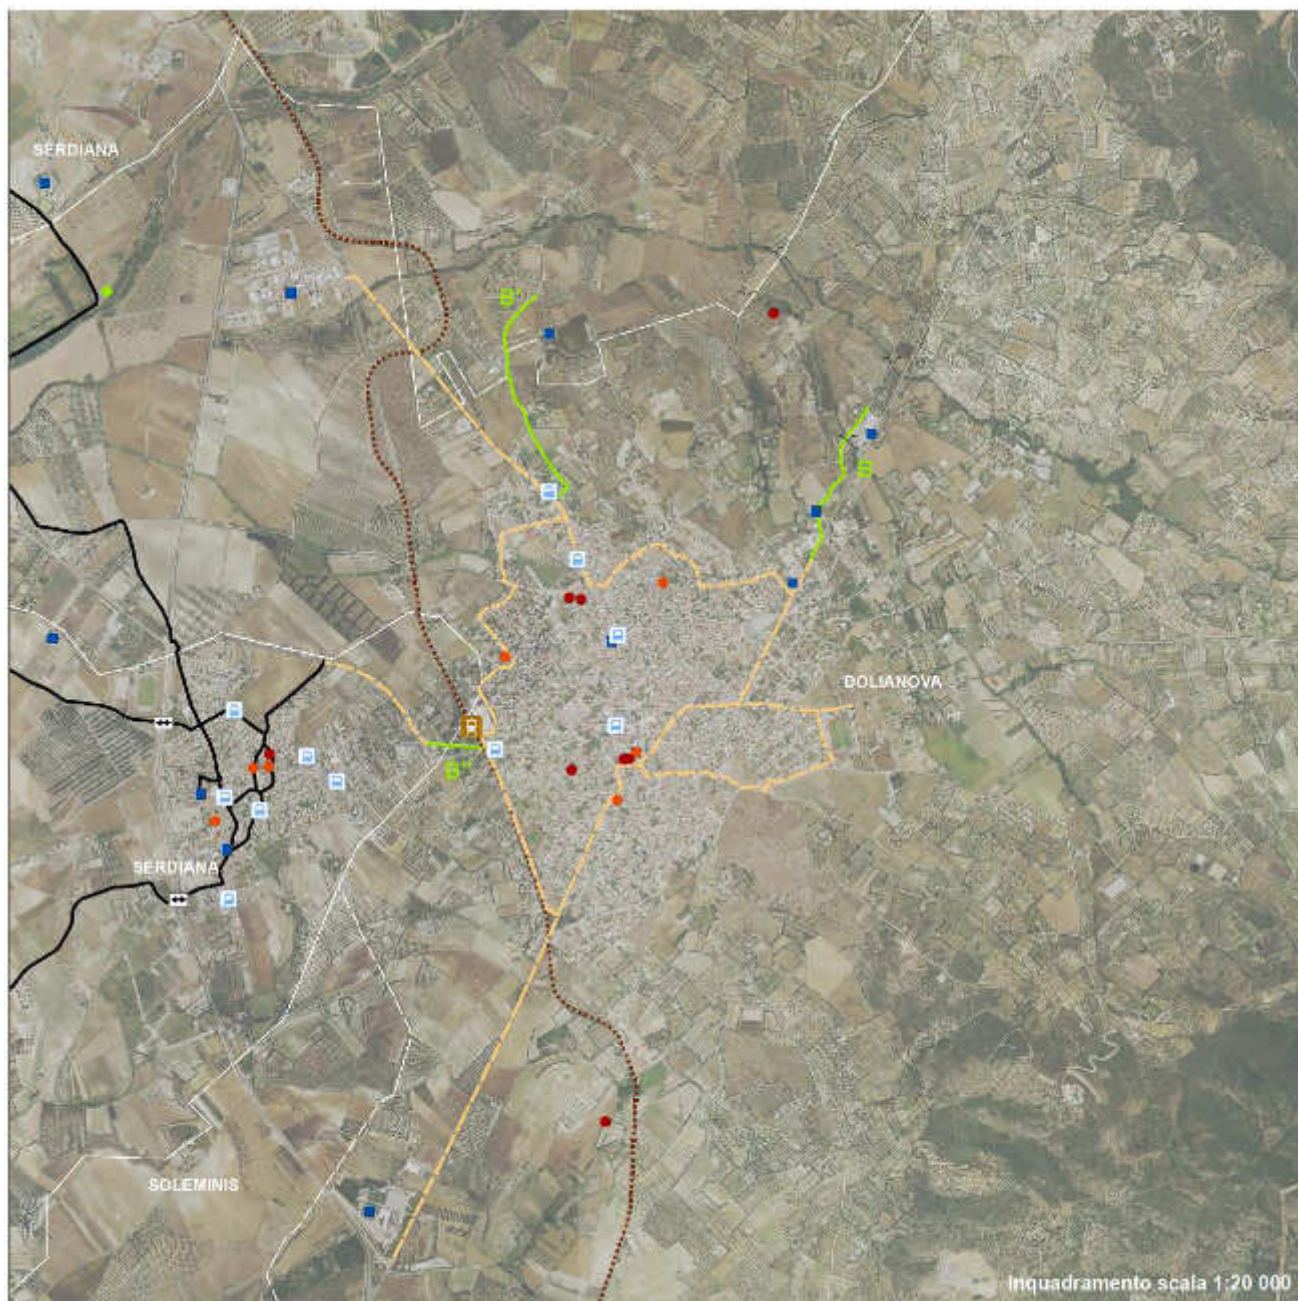 SERDIANA
B'
B
DOLIANOVA
B"
SERDIANA
SOLEMINIS
Inquadramento scala 1:20 000